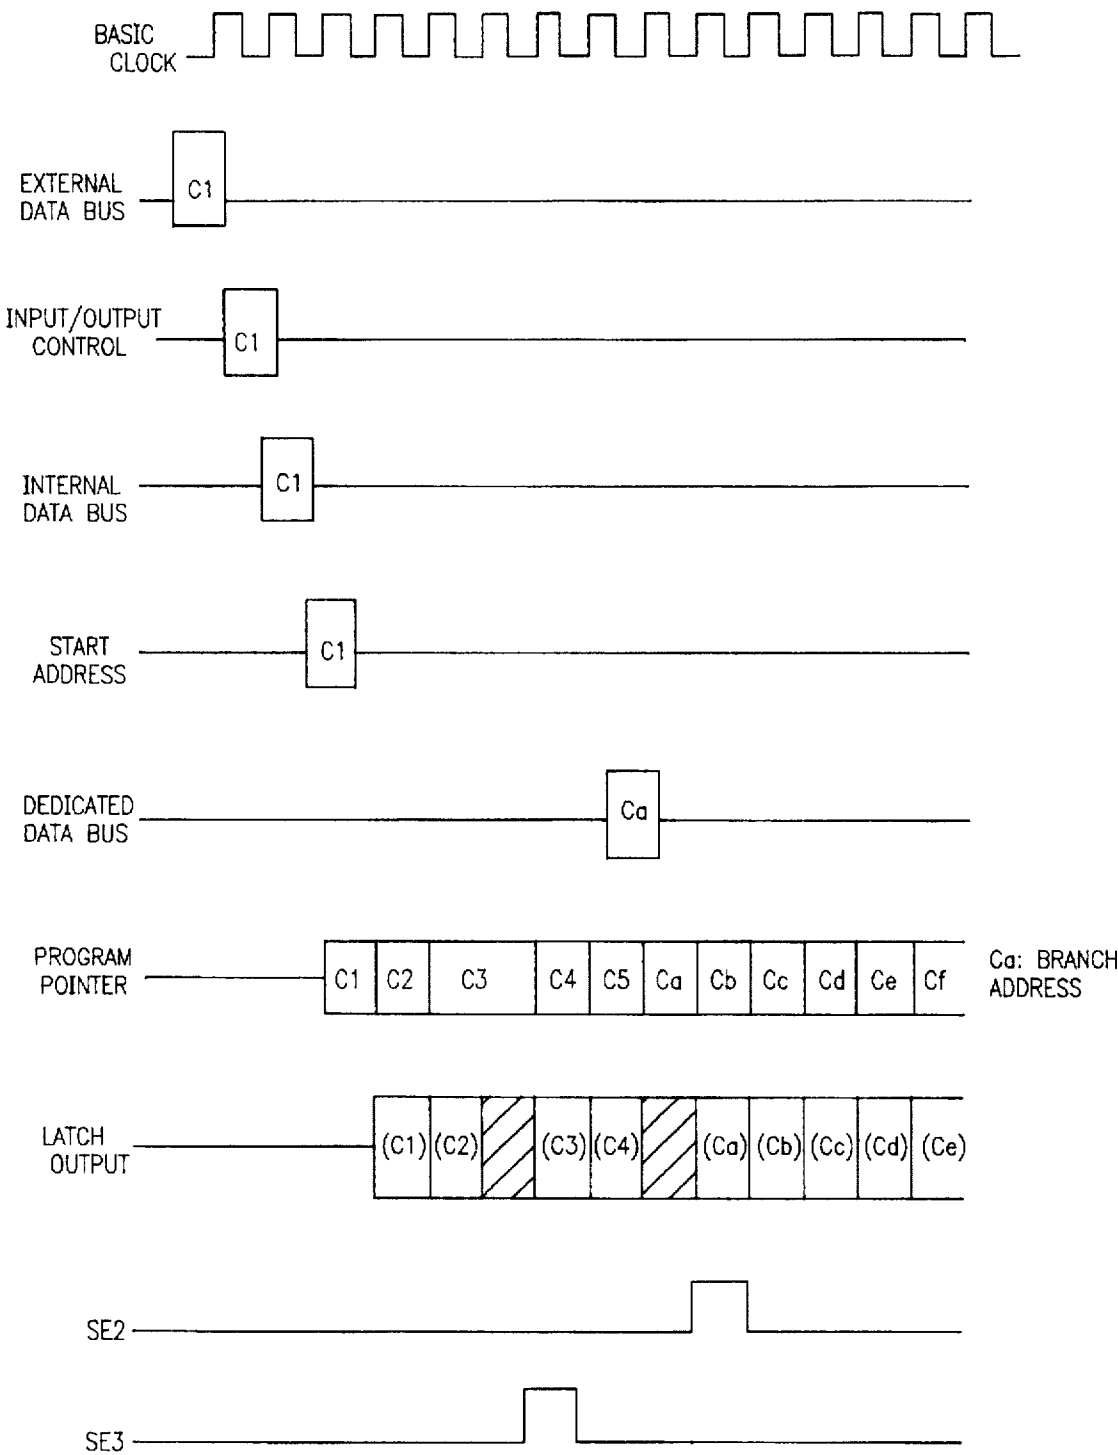 BASIC
CLOCK
EXTERNAL
DATA BUS
C1
INPUT/OUTPUT
CONTROL
C1
INTERNAL
DATA BUS
C1
START
ADDRESS
C1
DEDICATED
DATA BUS
Ca
PROGRAM
POINTER
C1 C2 C3 C4 C5 Ca Cb Cc Cd Ce Cf
Ca: BRANCH
ADDRESS
LATCH
OUTPUT
(C1) (C2) (C3) (C4) (Ca) (Cb) (Cc) (Cd) (Ce)
SE2
SE3